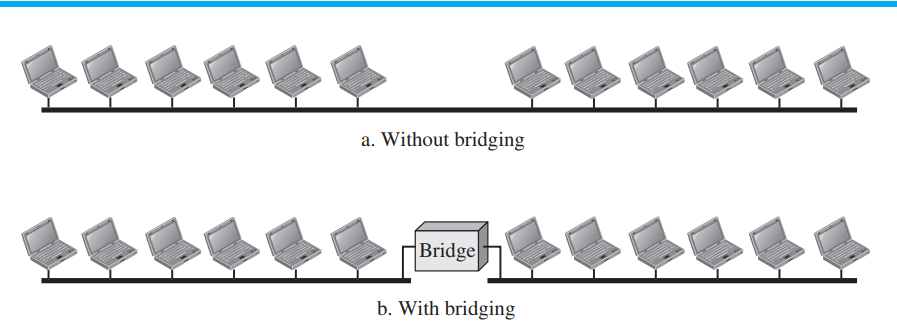 a. Without bridging
Bridge
b. With bridging